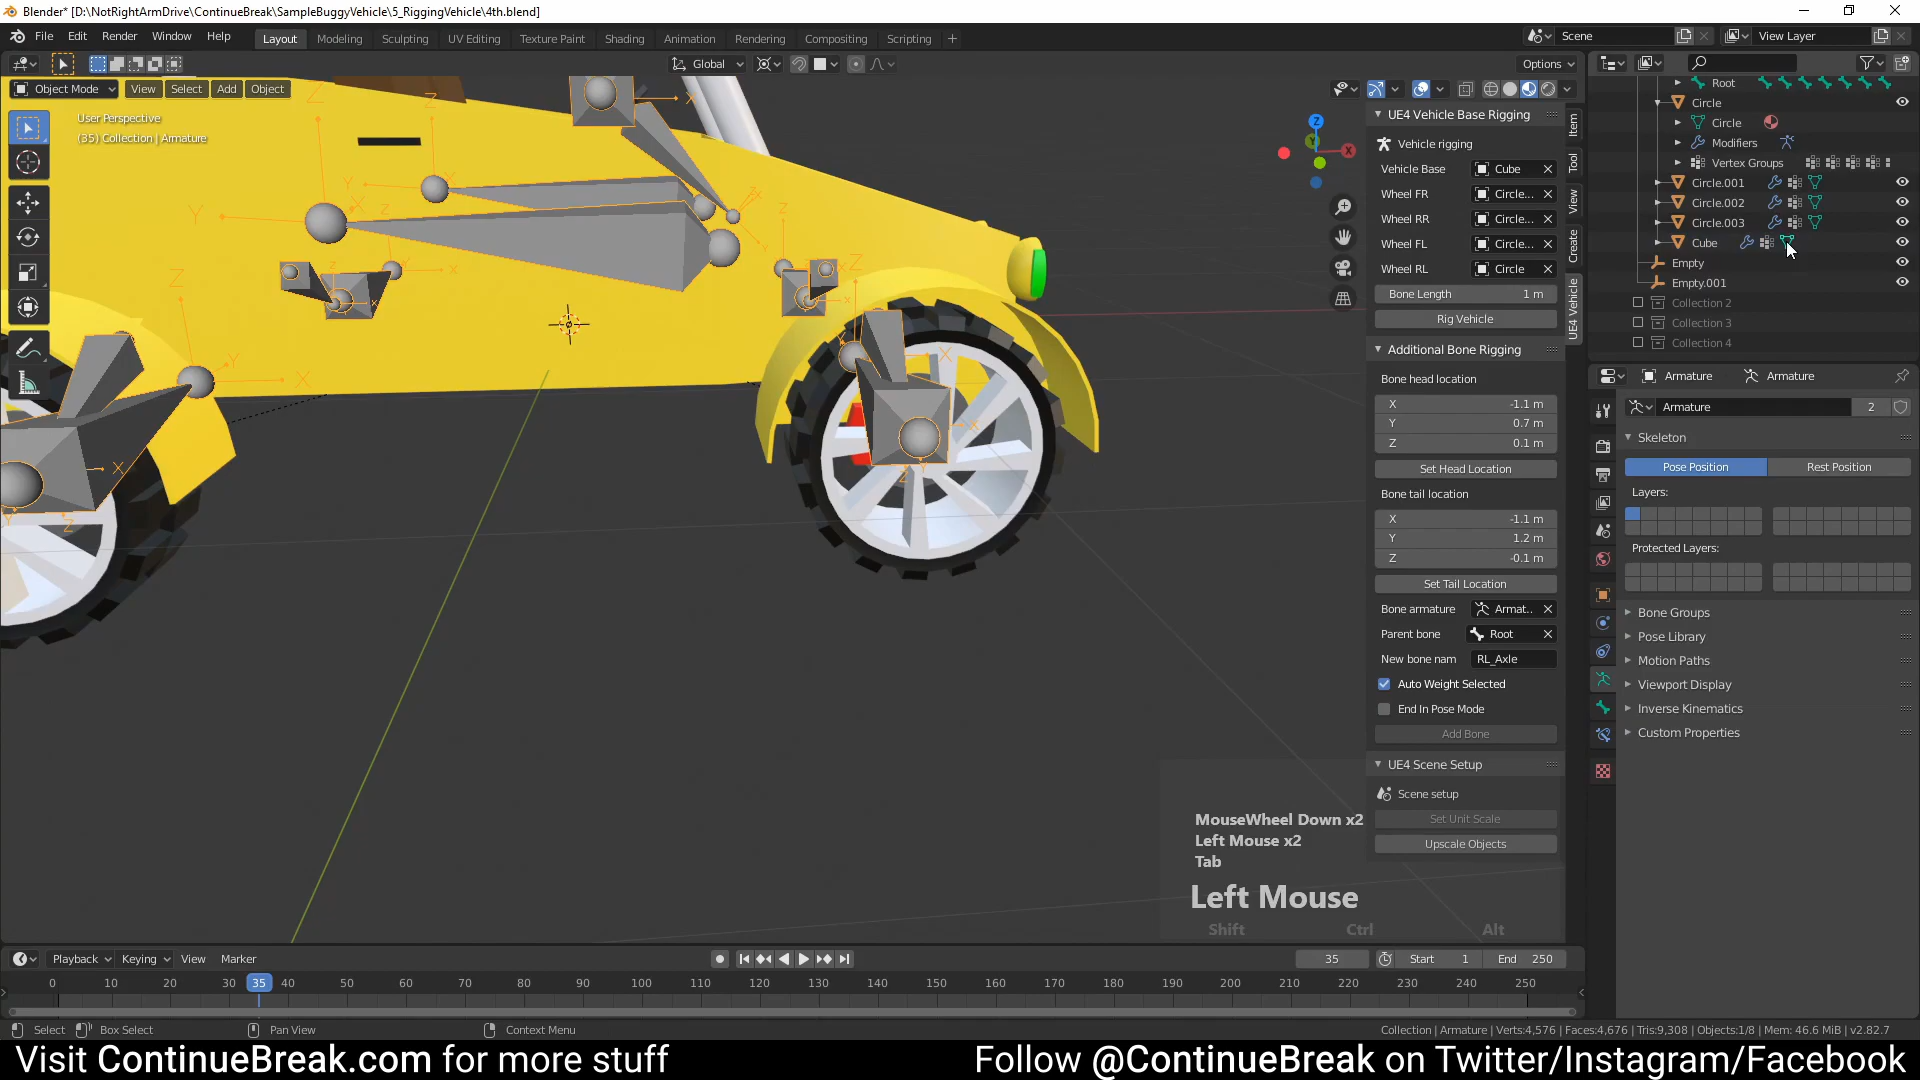 Blender* [D:\NotRightArmDrive\ContinueBreak\SampleBuggyVehicle\5_RiggingVehicle\4th.blend]
File Edit Render Window Help Layout Modeling Sculpting UV Editing Texture Paint Shading Animation Rendering Compositing Scripting + Scene View Layer
Global Options
Object Mode View Select Add Object
User Perspective
(35) Collection | Armature
UE4 Vehicle Base Rigging
Vehicle rigging
Vehicle Base Cube
Wheel FR Circle...
Wheel RR Circle...
Wheel FL Circle...
Wheel RL Circle
Bone Length 1 m
Rig Vehicle
Additional Bone Rigging
Bone head location
X -1.1 m
Y 0.7 m
Z 0.1 m
Set Head Location
Bone tail location
X -1.1 m
Y 1.2 m
Z -0.1 m
Set Tail Location
Bone armature Armat..
Parent bone Root
New bone nam RL_Axle
Auto Weight Selected
End In Pose Mode
Add Bone
UE4 Scene Setup
Scene setup
Set Unit Scale
Upscale Objects
Item
Tool
View
Create
UE4 Vehicle
Root
Circle
Circle
Modifiers
Vertex Groups
Circle.001
Circle.002
Circle.003
Cube
Empty
Empty.001
Collection 2
Collection 3
Collection 4
Armature Armature
Armature 2
Skeleton
Pose Position Rest Position
Layers:
Protected Layers:
Bone Groups
Pose Library
Motion Paths
Viewport Display
Inverse Kinematics
Custom Properties
MouseWheel Down x2
Left Mouse x2
Tab
Left Mouse
Shift Ctrl Alt
Playback Keying View Marker 35 Start 1 End 250
0 10 20 30 35 40 50 60 70 80 90 100 110 120 130 140 150 160 170 180 190 200 210 220 230 240 250
Select Box Select Pan View Context Menu Collection | Armature | Verts:4,576 | Faces:4,676 | Tris:9,308 | Objects:1/8 | Mem: 46.6 MiB | v2.82.7
Visit ContinueBreak.com for more stuff Follow @ContinueBreak on Twitter/Instagram/Facebook